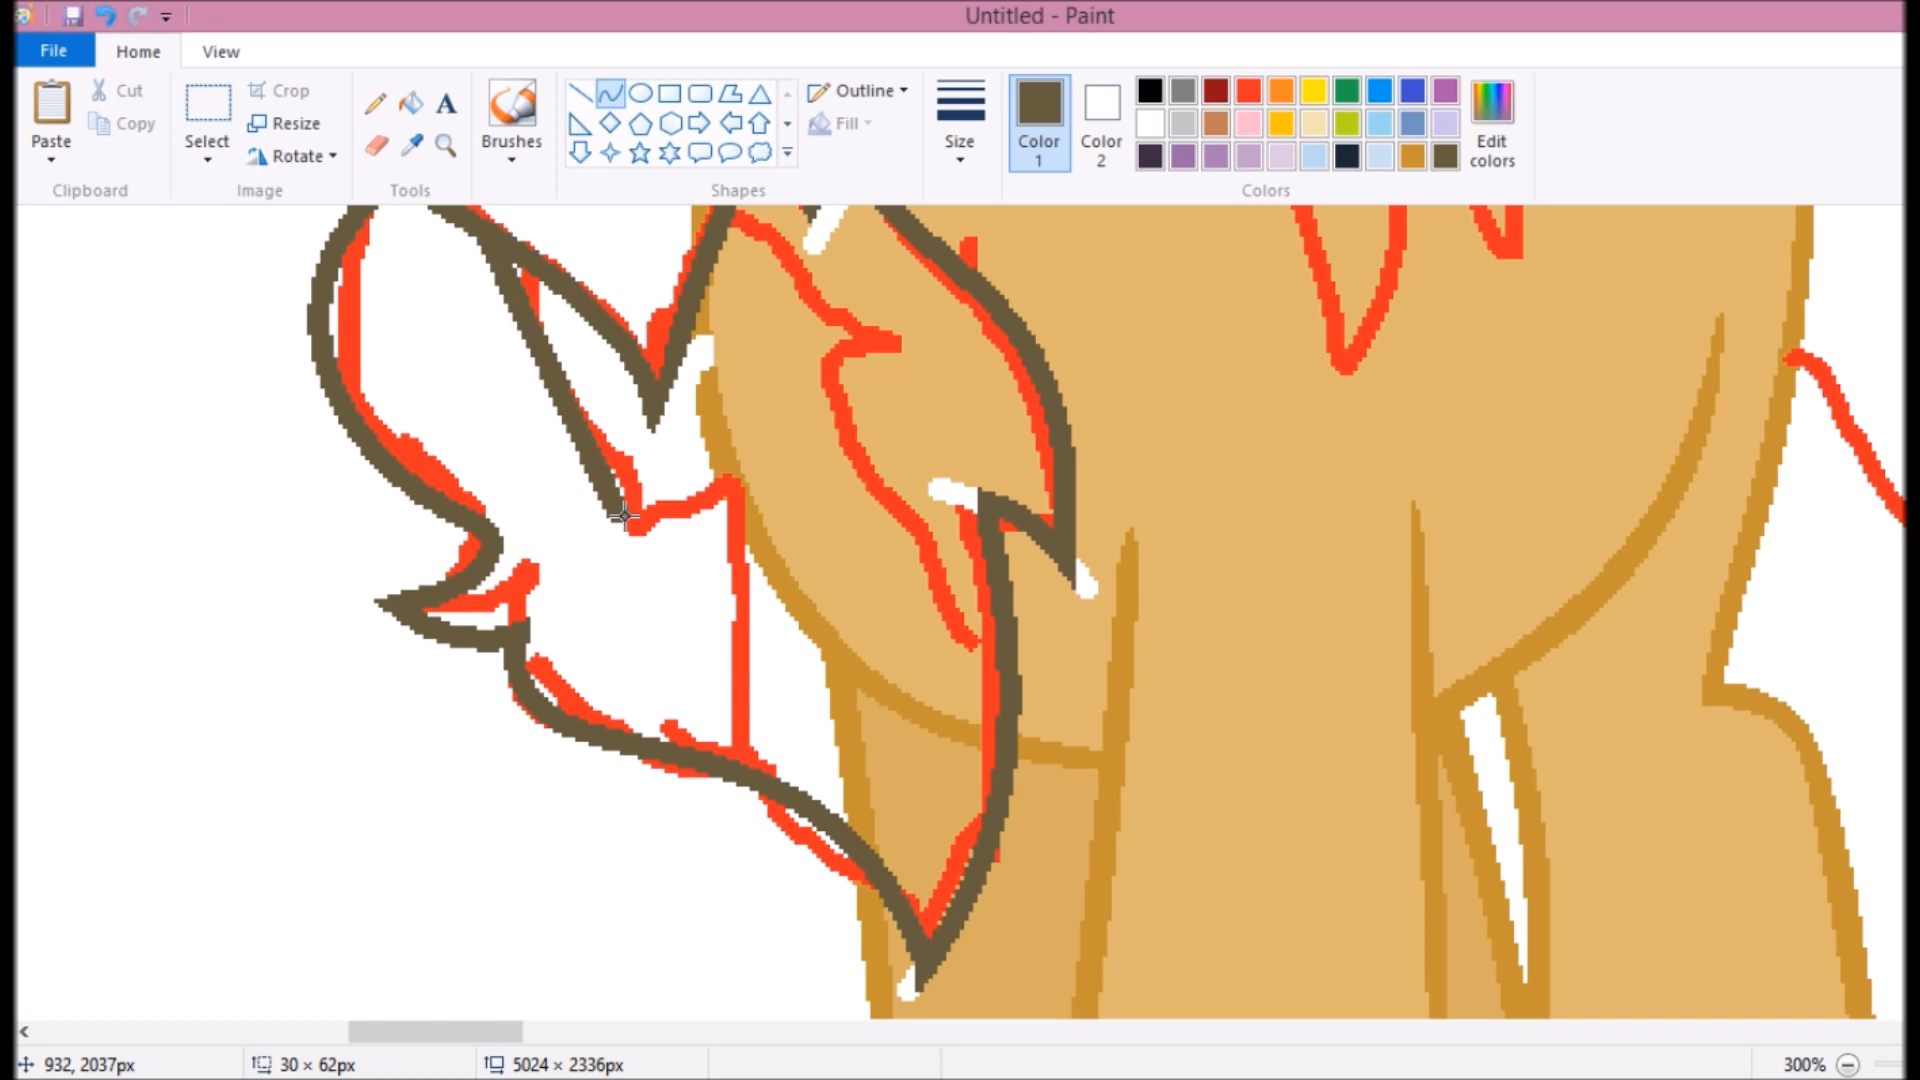 Untitled - Paint
File Home View
Paste Cut Copy
Clipboard
Select Crop Resize Rotate
Image
A
Tools
Brushes
Outline Fill
Shapes
Size
Color 1
Color 2
Edit colors
Colors
932, 2037px 30 × 62px 5024 × 2336px 300%